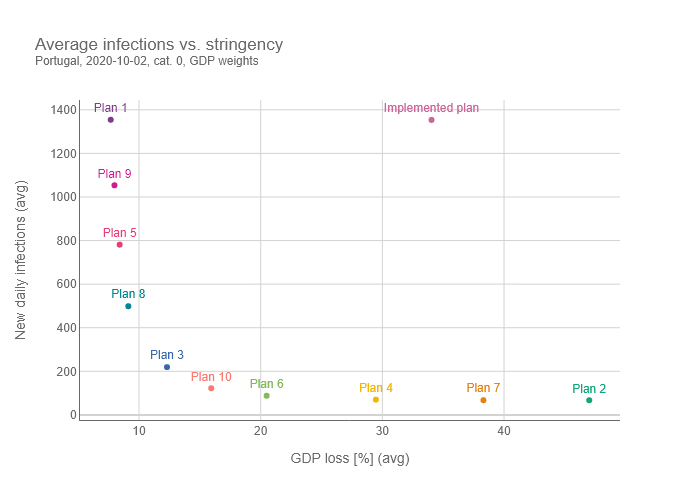 Average infections vs. stringency
Portugal, 2020-10-02, cat. 0, GDP weights
1400
1200
1000
800
600
400
200
0
New daily infections (avg)
Plan 1
Implemented plan
Plan 9
Plan 5
Plan 8
Plan 3
Plan 10
Plan 6
Plan 4
Plan 7
Plan 2
10
20
30
40
GDP loss [%] (avg)